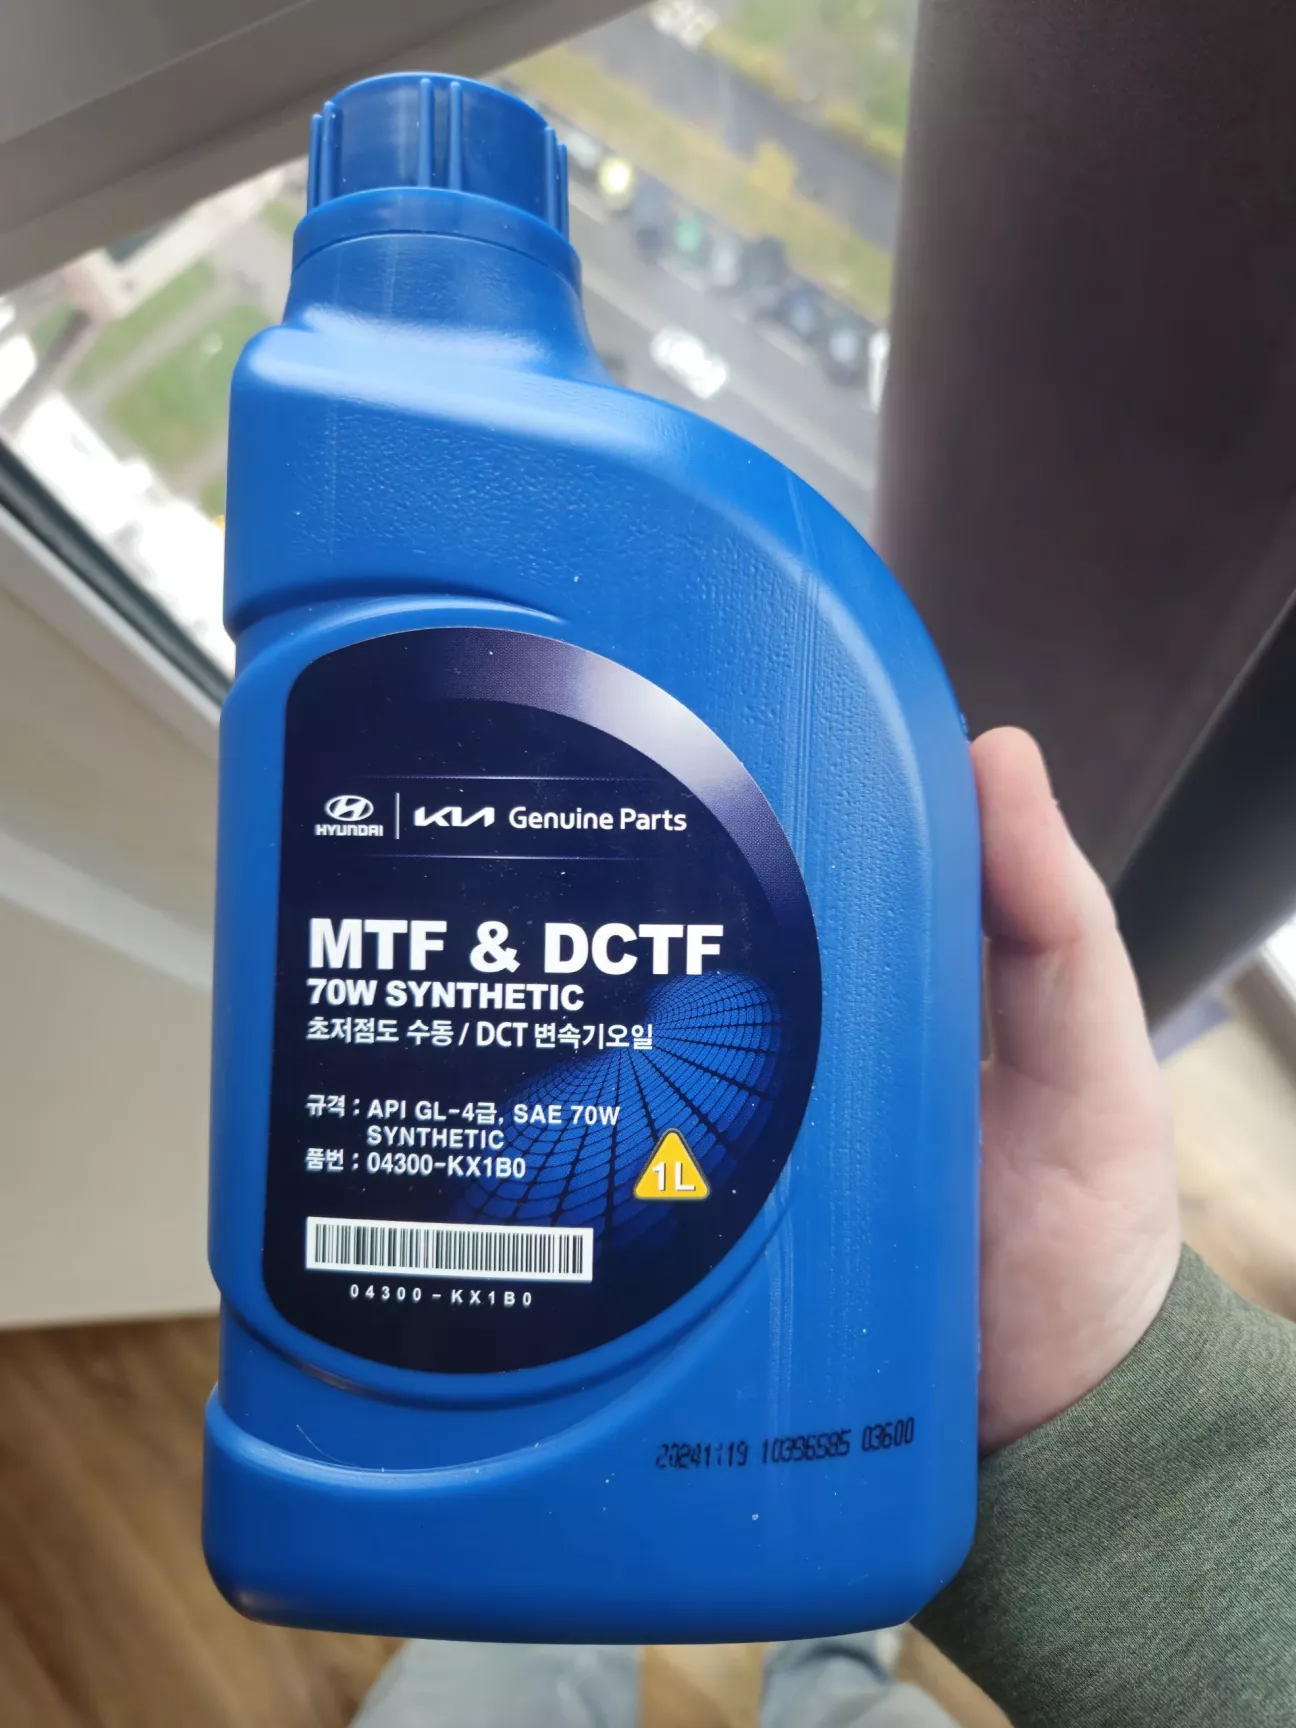 HYUNDAI KIA Genuine Parts
MTF & DCTF
70W SYNTHETIC
초저점도 수동 / DCT 변속기오일
규격 : API GL-4급, SAE 70W
SYNTHETIC
품번 : 04300-KX1B0
1L
04300-KX1B0
20241119 10396585 03600